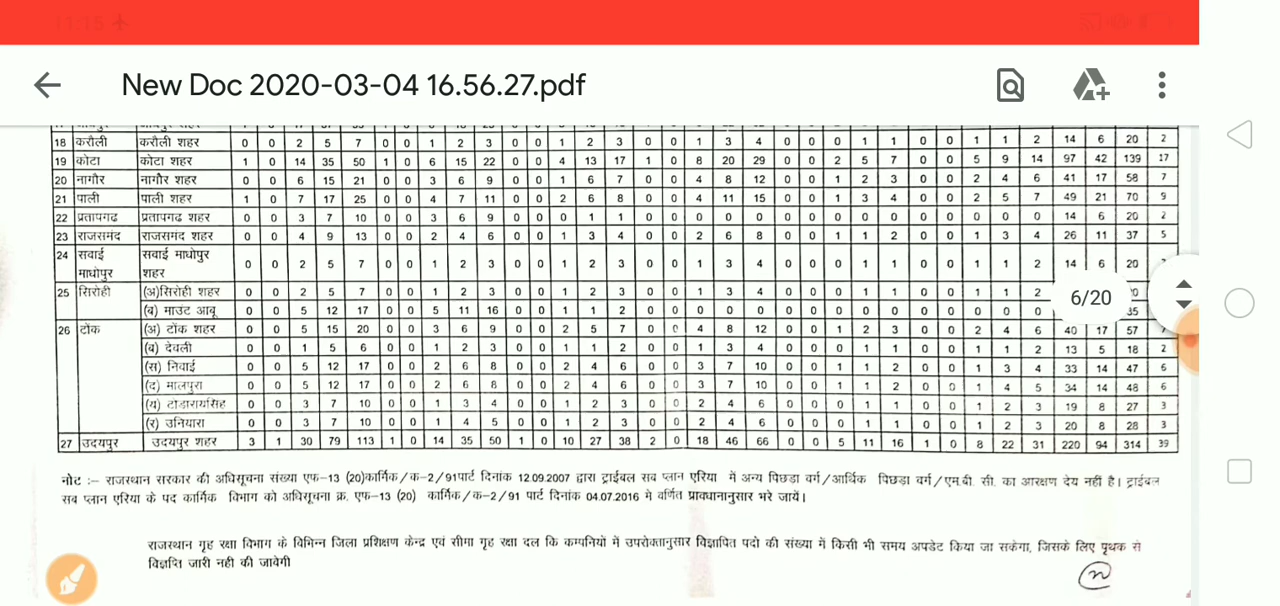 11:15
New Doc 2020-03-04 16.56.27.pdf
18 करौली करौली शहर 0 0 2 5 7 0 0 1 2 3 0 0 1 2 3 0 0 1 3 4 0 0 0 1 1 0 0 1 1 2 14 6 20 2
19 कोटा कोटा शहर 1 0 14 35 50 1 0 6 15 22 0 0 4 13 17 1 0 8 20 29 0 0 2 5 7 0 0 5 9 14 97 42 139 17
20 नागौर नागौर शहर 0 0 6 15 21 0 0 3 6 9 0 0 1 6 7 0 0 4 8 12 0 0 1 2 3 0 0 2 4 6 41 17 58 7
21 पाली पाली शहर 1 0 7 17 25 0 0 4 7 11 0 0 2 6 8 0 0 4 11 15 0 0 1 3 4 0 0 2 5 7 49 21 70 9
22 प्रतापगढ प्रतापगढ शहर 0 0 3 7 10 0 0 3 6 9 0 0 0 1 1 0 0 0 0 0 0 0 0 0 0 0 0 0 0 0 14 6 20 2
23 राजसमंद राजसमंद शहर 0 0 4 9 13 0 0 2 4 6 0 0 1 3 4 0 0 2 6 8 0 0 1 1 2 0 0 1 3 4 26 11 37 5
24 सवाई सवाई माधोपुर
माधोपुर शहर 0 0 2 5 7 0 0 1 2 3 0 0 1 2 3 0 0 1 3 4 0 0 0 1 1 0 0 1 1 2 14 6 20
25 सिरोही (अ)सिरोही शहर 0 0 2 5 7 0 0 1 2 3 0 0 1 2 3 0 0 1 3 4 0 0 0 1 1 0 0 1 1 2
(ब) माउंट आबू 0 0 5 12 17 0 0 5 11 16 0 0 0 1 1 2 0 0 0 0 0 0 0 0 0 0 0 0 0 0 35
6/20
26 टोंक (अ) टोंक शहर 0 0 5 15 20 0 0 3 6 9 0 0 2 5 7 0 0 4 8 12 0 0 1 2 3 0 0 2 4 6 40 17 57
(ब) देवली 0 0 1 5 6 0 0 1 2 3 0 0 1 1 2 0 0 1 3 4 0 0 0 1 1 0 0 1 1 2 13 5 18 2
(स) निवाई 0 0 5 12 17 0 0 2 6 8 0 0 2 4 6 0 0 3 7 10 0 0 1 1 2 0 0 1 3 4 33 14 47 6
(द) मालपुरा 0 0 5 12 17 0 0 2 6 8 0 0 2 4 6 0 0 3 7 10 0 0 1 1 2 0 0 1 4 5 34 14 48 6
(य) टोडारायसिंह 0 0 3 7 10 0 0 1 3 4 0 0 1 2 3 0 0 2 4 6 0 0 0 1 1 0 0 1 2 3 19 8 27 3
(र) उनियारा 0 0 3 7 10 0 0 1 4 5 0 0 1 2 3 0 0 2 4 6 0 0 0 1 1 0 0 1 2 3 20 8 28 3
27 उदयपुर उदयपुर शहर 3 1 30 79 113 1 0 14 35 50 1 0 10 27 38 2 0 18 46 66 0 0 5 11 16 1 0 8 22 31 220 94 314 39
नोट :– राजस्थान सरकार की अधिसूचना संख्या एफ–13 (20)कार्मिक/क–2/91पार्ट दिनांक 12.09.2007 द्वारा ट्राईबल सब प्लान एरिया में अन्य पिछडा वर्ग/आर्थिक पिछडा वर्ग/एम.बी. सी. का आरक्षण देय नहीं है। ट्राईबल
सब प्लान एरिया के पद कार्मिक विभाग को अधिसूचना क्र. एफ–13 (20) कार्मिक/क–2/91 पार्ट दिनांक 04.07.2016 मे वर्णित प्रावधानानुसार भरे जायें।
राजस्थान गृह रक्षा विभाग के विभिन्न जिला प्रशिक्षण केन्द्र एवं सीमा गृह रक्षा दल कि कम्पनियो में उपरोक्तानुसार विज्ञापित पदो की संख्या में किसी भी समय अपडेट किया जा सकेगा, जिसके लिए पृथक से
विज्ञप्ति जारी नही की जावेगी